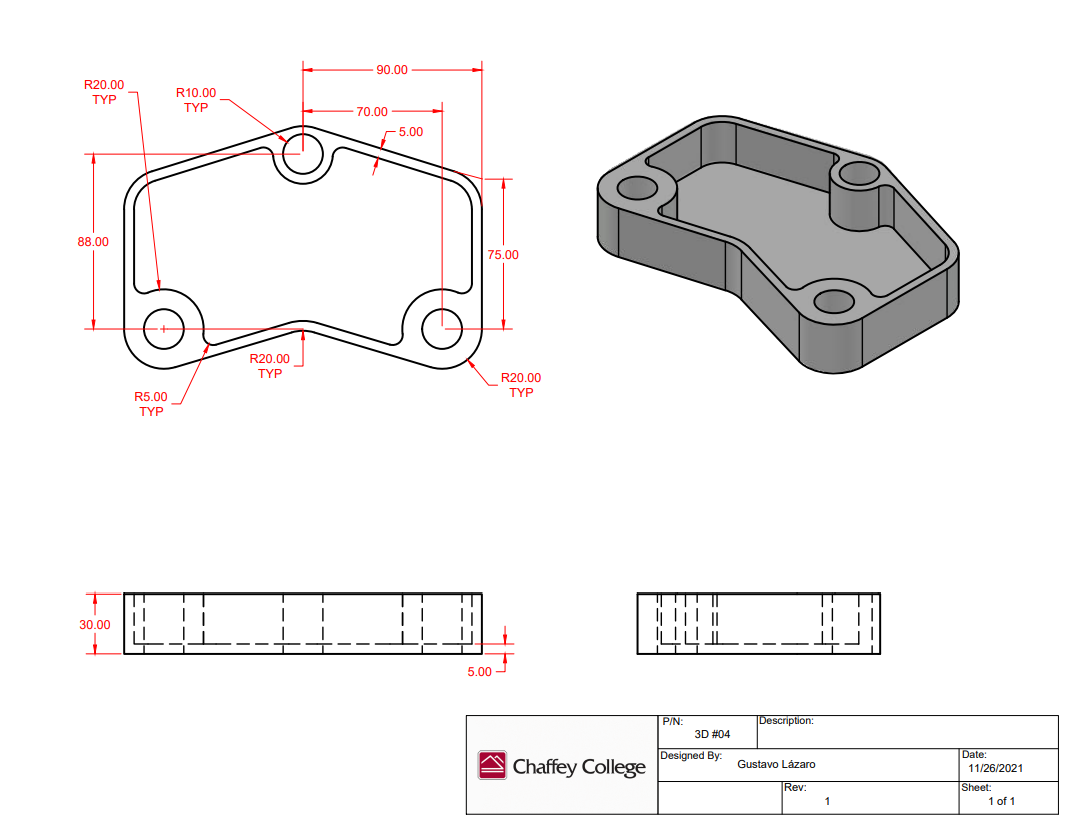 90.00
R20.00
TYP
R10.00
TYP
70.00
5.00
88.00
75.00
R20.00
TYP
R20.00
TYP
R5.00
TYP
30.00
5.00
P/N:
3D #04
Description:
Chaffey College
Designed By:
Gustavo Lázaro
Date:
11/26/2021
Rev:
1
Sheet:
1 of 1